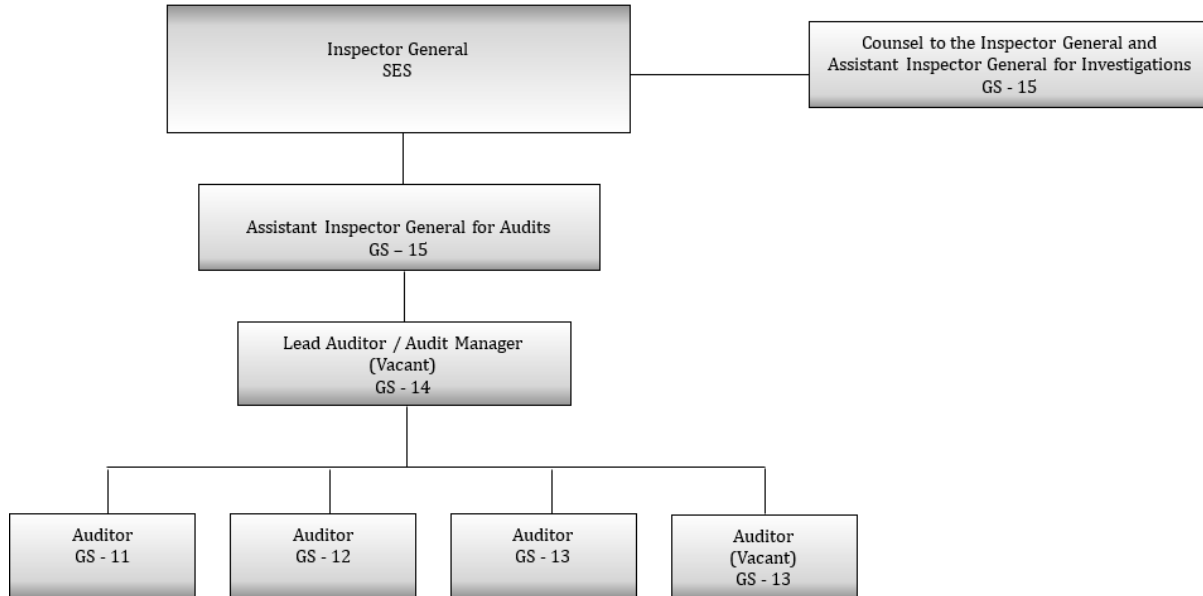 Inspector General
SES
Counsel to the Inspector General and
Assistant Inspector General for Investigations
GS - 15
Assistant Inspector General for Audits
GS – 15
Lead Auditor / Audit Manager
(Vacant)
GS - 14
Auditor
GS - 11
Auditor
GS - 12
Auditor
GS - 13
Auditor
(Vacant)
GS - 13